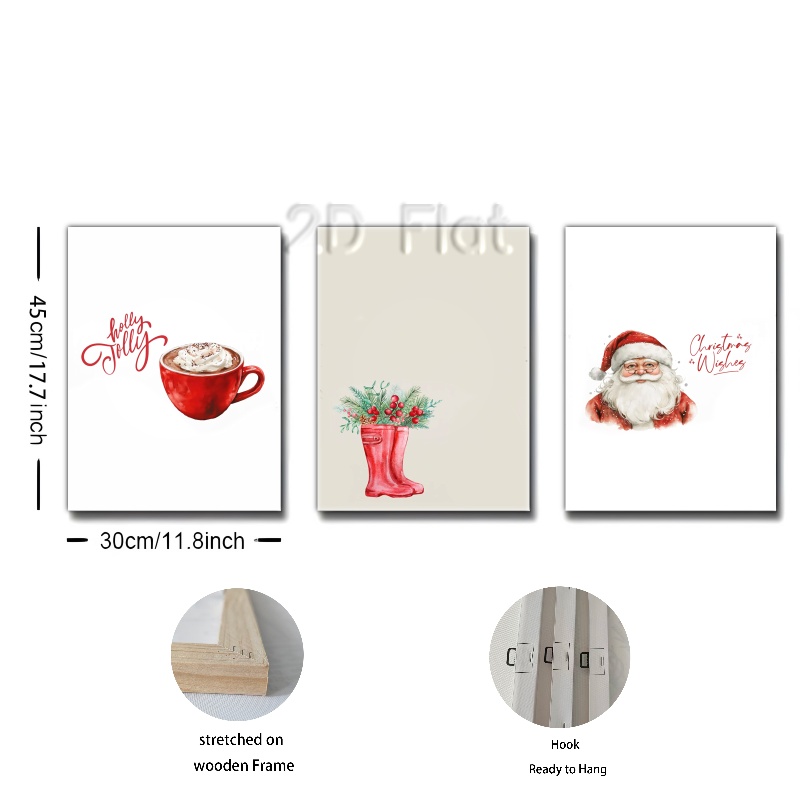 2D Flat
holly
Jolly
Christmas
Wishes
45cm/17.7inch
30cm/11.8inch
stretched on
wooden Frame
Hook
Ready to Hang